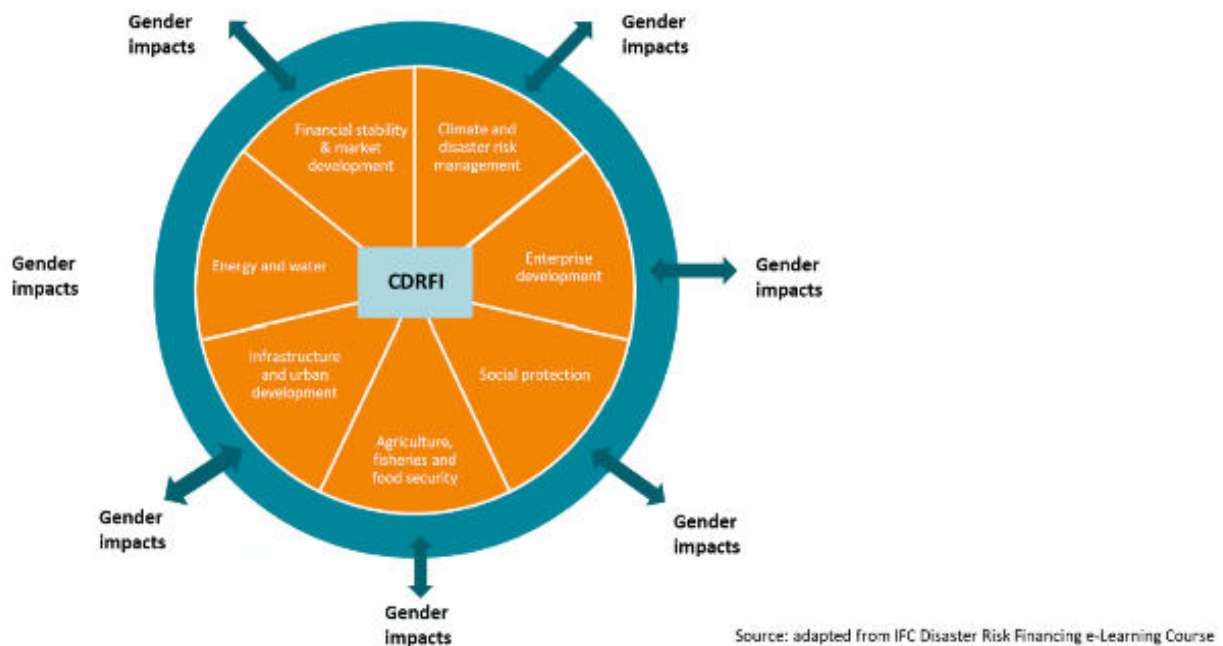 Gender
impacts
Gender
impacts
Financial stability
& market
development
Climate and
disaster risk
management
Gender
impacts
Energy and water
CDRFI
Enterprise
development
Gender
impacts
Infrastructure
and urban
development
Social protection
Agriculture,
fisheries and
food security
Gender
impacts
Gender
impacts
Gender
impacts
Source: adapted from IFC Disaster Risk Financing e-Learning Course